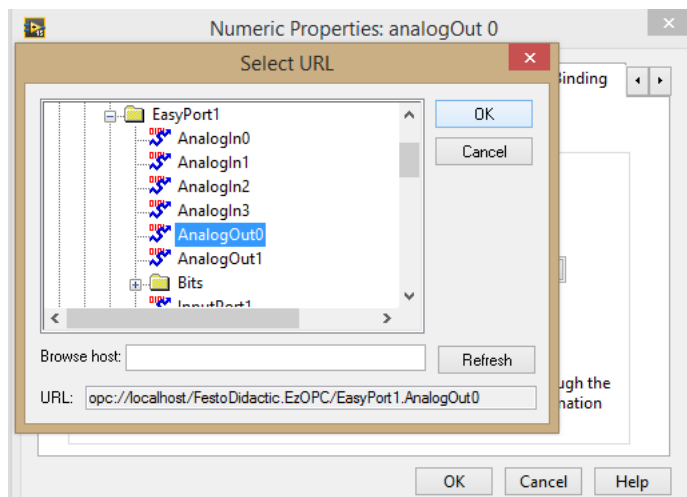 Numeric Properties: analogOut 0
Select URL
Binding
EasyPort1
AnalogIn0
AnalogIn1
AnalogIn2
AnalogIn3
AnalogOut0
AnalogOut1
Bits
InputPort1
OK
Cancel
Browse host:
Refresh
URL: opc://localhost/FestoDidactic.EzOPC/EasyPort1.AnalogOut0
ugh the
nation
OK Cancel Help